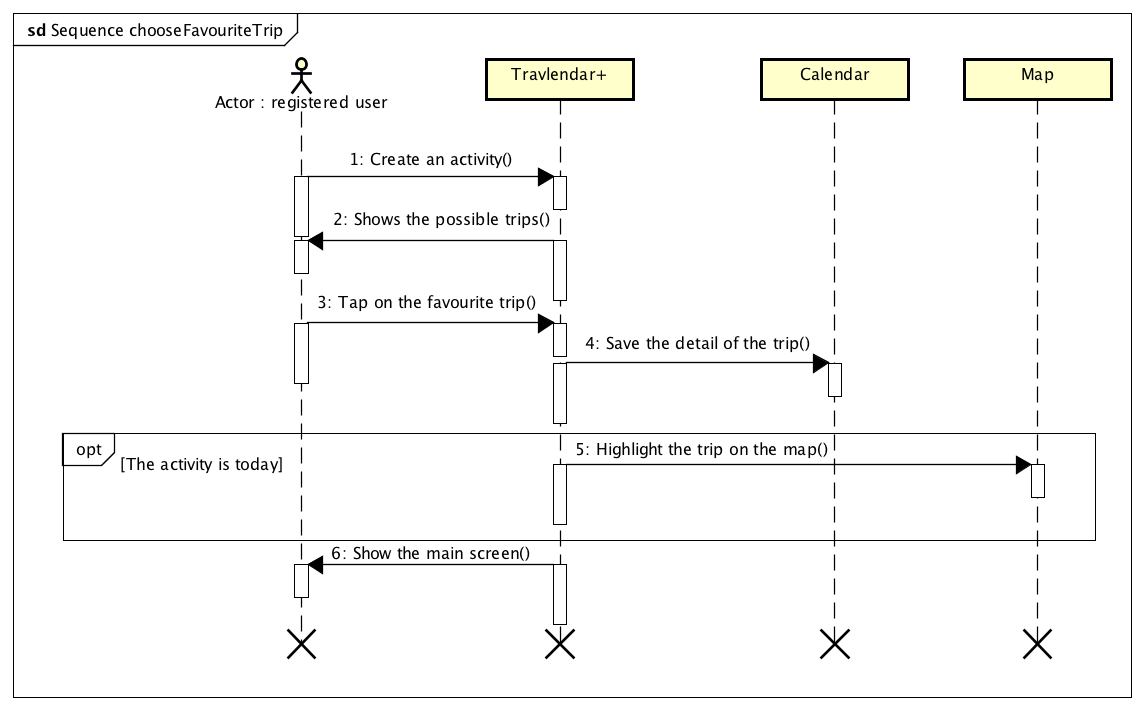 sd Sequence chooseFavouriteTrip
Actor : registered user
Travlendar+
Calendar
Map
1: Create an activity()
2: Shows the possible trips()
3: Tap on the favourite trip()
4: Save the detail of the trip()
opt
[The activity is today]
5: Highlight the trip on the map()
6: Show the main screen()